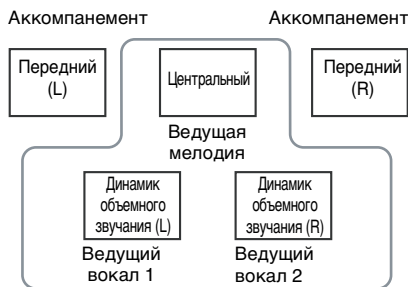 Аккомпанемент
Аккомпанемент
Передний
(L)
Центральный
Передний
(R)
Ведущая
мелодия
Динамик
объемного
звучания (L)
Динамик
объемного
звучания (R)
Ведущий
вокал 1
Ведущий
вокал 2